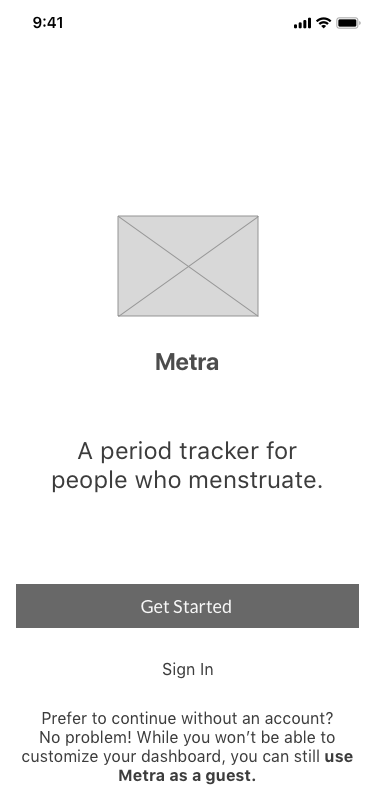 9:41
Metra
A period tracker for
people who menstruate.
Get Started
Sign In
Prefer to continue without an account?
No problem! While you won’t be able to
customize your dashboard, you can still use
Metra as a guest.